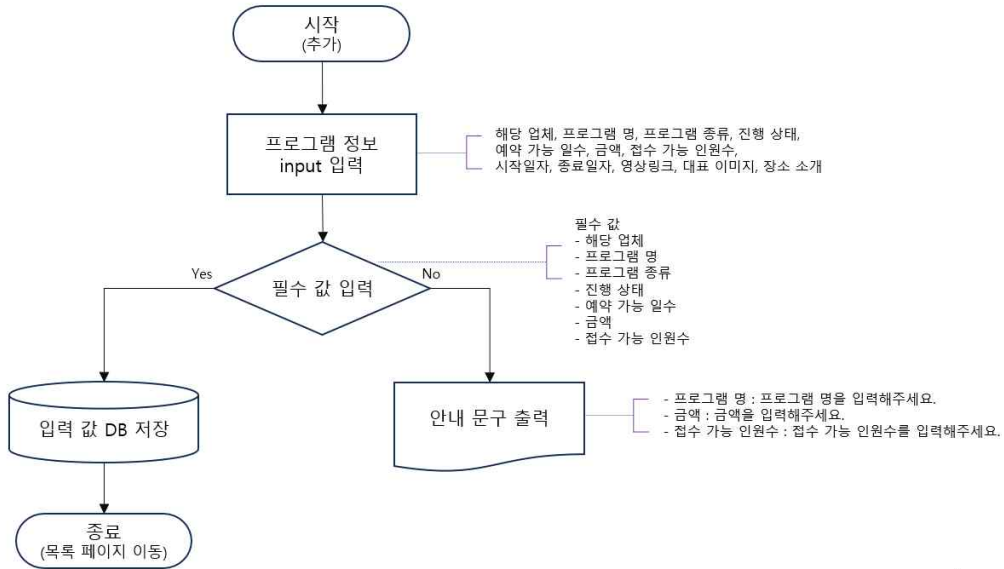 시작
(추가)
프로그램 정보
input 입력
해당 업체, 프로그램 명, 프로그램 종류, 진행 상태,
예약 가능 일수, 금액, 접수 가능 인원수,
시작일자, 종료일자, 영상링크, 대표 이미지, 장소 소개
필수 값
- 해당 업체
- 프로그램 명
- 프로그램 종류
- 진행 상태
- 예약 가능 일수
- 금액
- 접수 가능 인원수
Yes
필수 값 입력
No
입력 값 DB 저장
안내 문구 출력
- 프로그램 명 : 프로그램 명을 입력해주세요.
- 금액 : 금액을 입력해주세요.
- 접수 가능 인원수 : 접수 가능 인원수를 입력해주세요.
종료
(목록 페이지 이동)